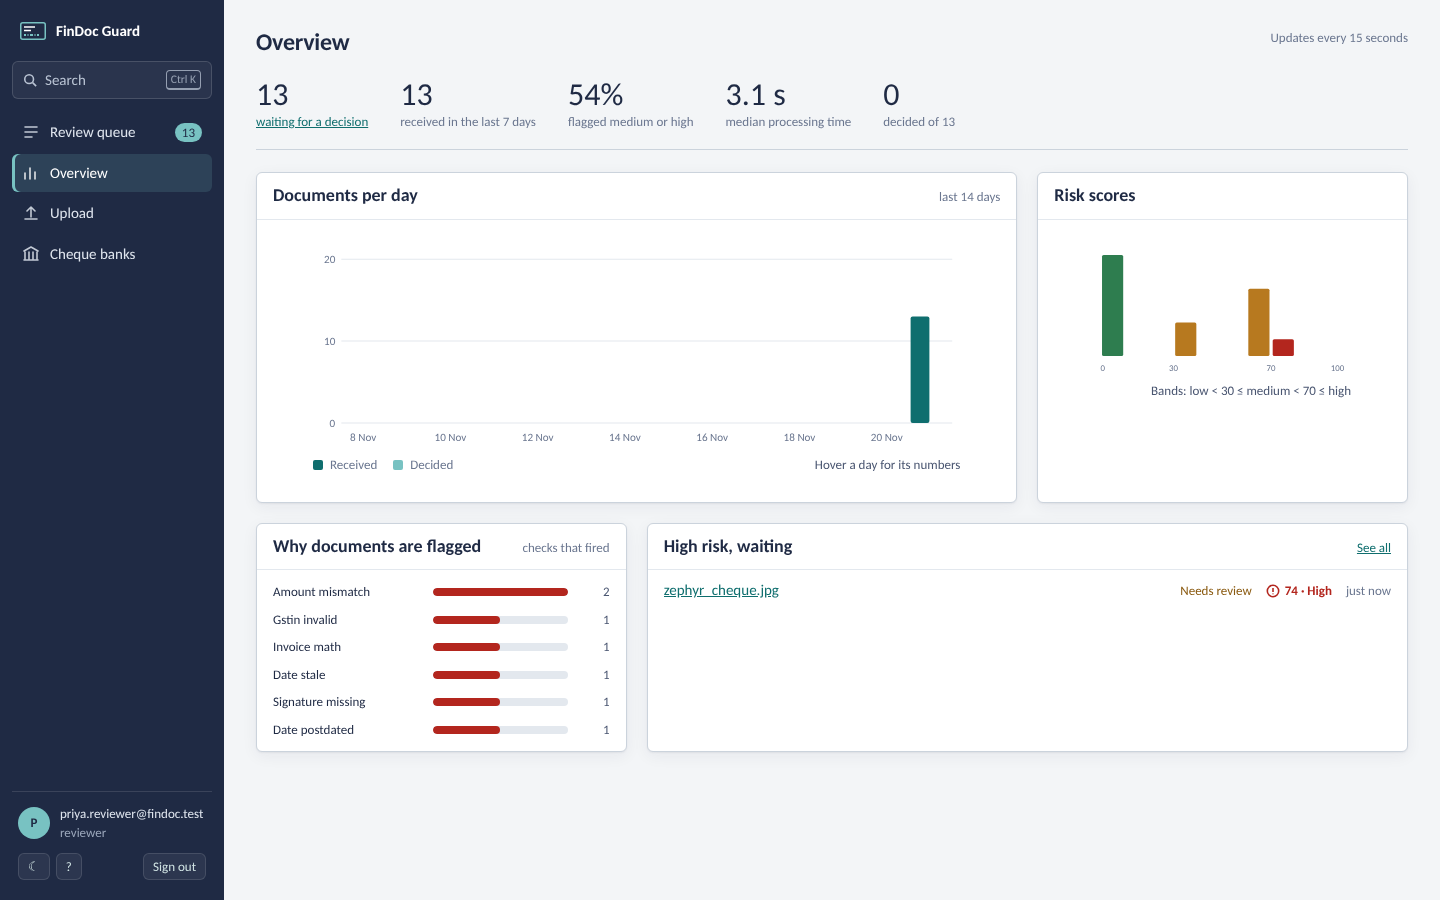 FinDoc Guard
Search Ctrl K
Review queue 13
Overview
Upload
Cheque banks
priya.reviewer@findoc.test
P
reviewer
? Sign out
Overview
Updates every 15 seconds
13 13 54% 3.1 s 0
waiting for a decision received in the last 7 days flagged medium or high median processing time decided of 13
Documents per day last 14 days
20
10
0
8 Nov 10 Nov 12 Nov 14 Nov 16 Nov 18 Nov 20 Nov
Received Decided Hover a day for its numbers
Risk scores
0 30 70 100
Bands: low < 30 ≤ medium < 70 ≤ high
Why documents are flagged checks that fired
Amount mismatch 2
Gstin invalid 1
Invoice math 1
Date stale 1
Signature missing 1
Date postdated 1
High risk, waiting See all
zephyr_cheque.jpg Needs review 74 · High just now